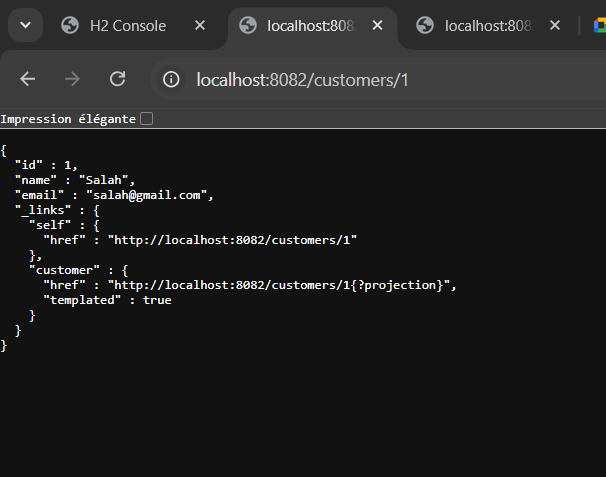 H2 Console
localhost:808
localhost:808
localhost:8082/customers/1
Impression élégante
{
  "id" : 1,
  "name" : "Salah",
  "email" : "salah@gmail.com",
  "_links" : {
    "self" : {
      "href" : "http://localhost:8082/customers/1"
    },
    "customer" : {
      "href" : "http://localhost:8082/customers/1{?projection}",
      "templated" : true
    }
  }
}